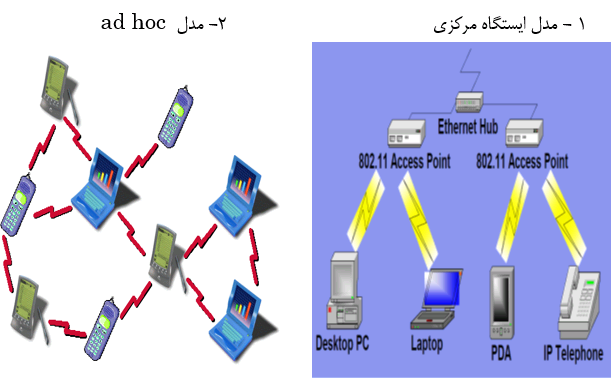 ۱ - مدل ایستگاه مرکزی
۲- مدل ad hoc
Ethernet Hub
802.11 Access Point
802.11 Access Point
Desktop PC
Laptop
PDA
IP Telephone